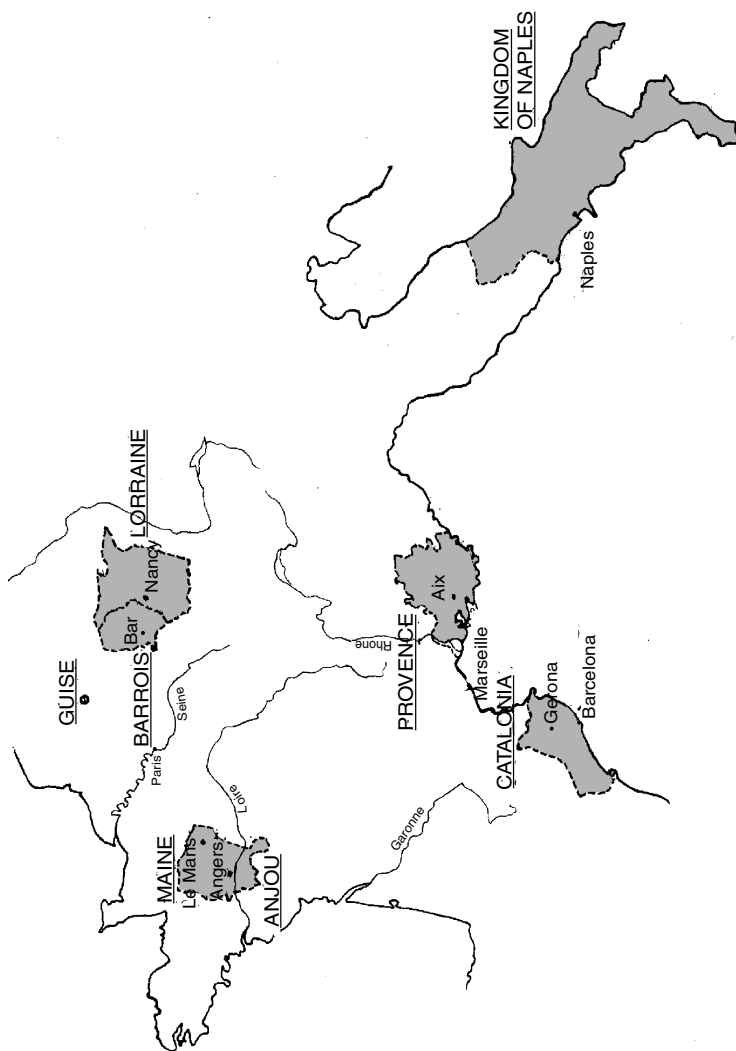 GUISE
LORRAINE
Nancy
Bar
BARROIS
Paris
Seine
MAINE
Le Mans
Angers
Loire
ANJOU
Garonne
Rhone
PROVENCE
Aix
Marseille
CATALONIA
Gerona
Barcelona
KINGDOM
OF NAPLES
Naples